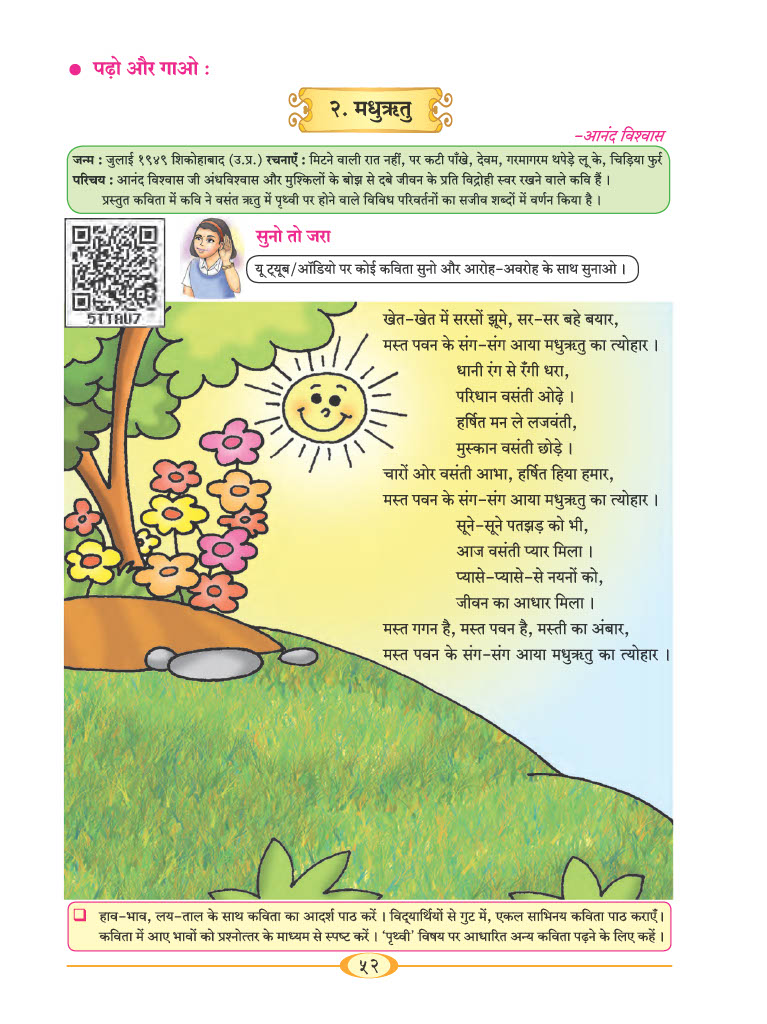 ● पढ़ो और गाओ :
२. मधुऋतु
–आनंद विश्वास
जन्म : जुलाई १९४९ शिकोहाबाद (उ.प्र.) रचनाएँ : मिटने वाली रात नहीं, पर कटी पाँखे, देवम, गरमागरम थपेड़े लू के, चिड़िया फुर्र
परिचय : आनंद विश्वास जी अंधविश्वास और मुश्किलों के बोझ से दबे जीवन के प्रति विद्रोही स्वर रखने वाले कवि हैं ।
प्रस्तुत कविता में कवि ने वसंत ऋतु में पृथ्वी पर होने वाले विविध परिवर्तनों का सजीव शब्दों में वर्णन किया है ।
सुनो तो जरा
यू ट्यूब/ऑडियो पर कोई कविता सुनो और आरोह-अवरोह के साथ सुनाओ ।
5TTAU7
खेत-खेत में सरसों झूमे, सर-सर बहे बयार,
मस्त पवन के संग-संग आया मधुऋतु का त्योहार ।
धानी रंग से रँगी धरा,
परिधान वसंती ओढ़े ।
हर्षित मन ले लजवंती,
मुस्कान वसंती छोड़े ।
चारों ओर वसंती आभा, हर्षित हिया हमार,
मस्त पवन के संग-संग आया मधुऋतु का त्योहार ।
सूने-सूने पतझड़ को भी,
आज वसंती प्यार मिला ।
प्यासे-प्यासे-से नयनों को,
जीवन का आधार मिला ।
मस्त गगन है, मस्त पवन है, मस्ती का अंबार,
मस्त पवन के संग-संग आया मधुऋतु का त्योहार ।
❑ हाव-भाव, लय-ताल के साथ कविता का आदर्श पाठ करें । विद्यार्थियों से गुट में, एकल साभिनय कविता पाठ कराएँ।
कविता में आए भावों को प्रश्नोत्तर के माध्यम से स्पष्ट करें । ‘पृथ्वी’ विषय पर आधारित अन्य कविता पढ़ने के लिए कहें ।
५२